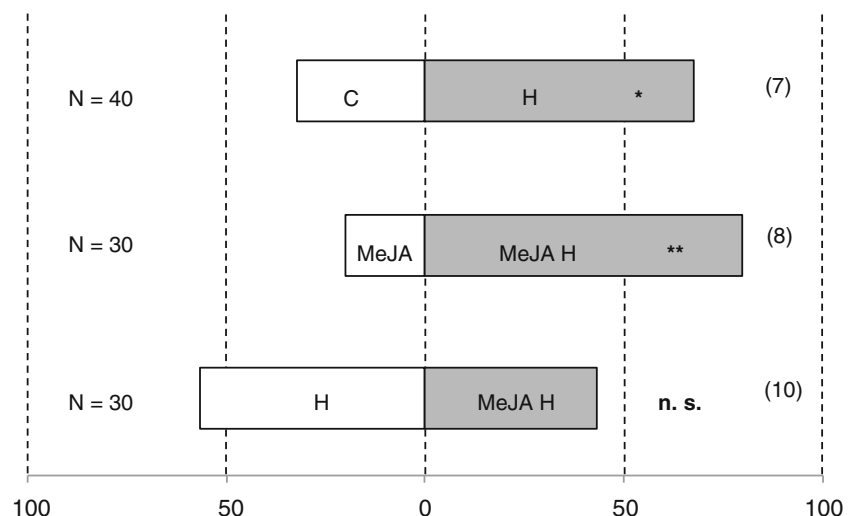 N = 40 C H * (7)
N = 30 MeJA MeJA H ** (8)
N = 30 H MeJA H n. s. (10)
100 50 0 50 100